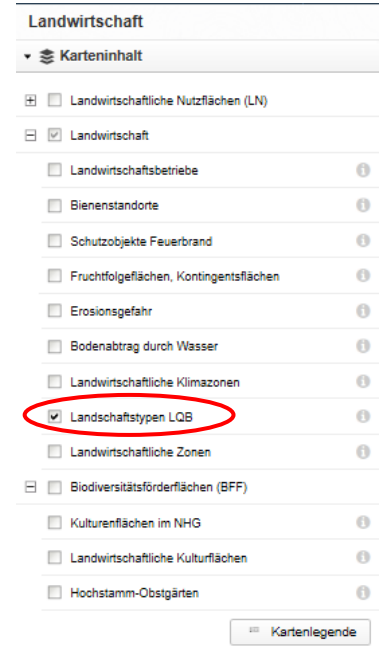 Landwirtschaft
Karteninhalt
Landwirtschaftliche Nutzflächen (LN)
Landwirtschaft
Landwirtschaftsbetriebe
Bienenstandorte
Schutzobjekte Feuerbrand
Fruchtfolgeflächen, Kontingentsflächen
Erosionsgefahr
Bodenabtrag durch Wasser
Landwirtschaftliche Klimazonen
Landschaftstypen LQB
Landwirtschaftliche Zonen
Biodiversitätsförderflächen (BFF)
Kulturenflächen im NHG
Landwirtschaftliche Kulturflächen
Hochstamm-Obstgärten
Kartenlegende